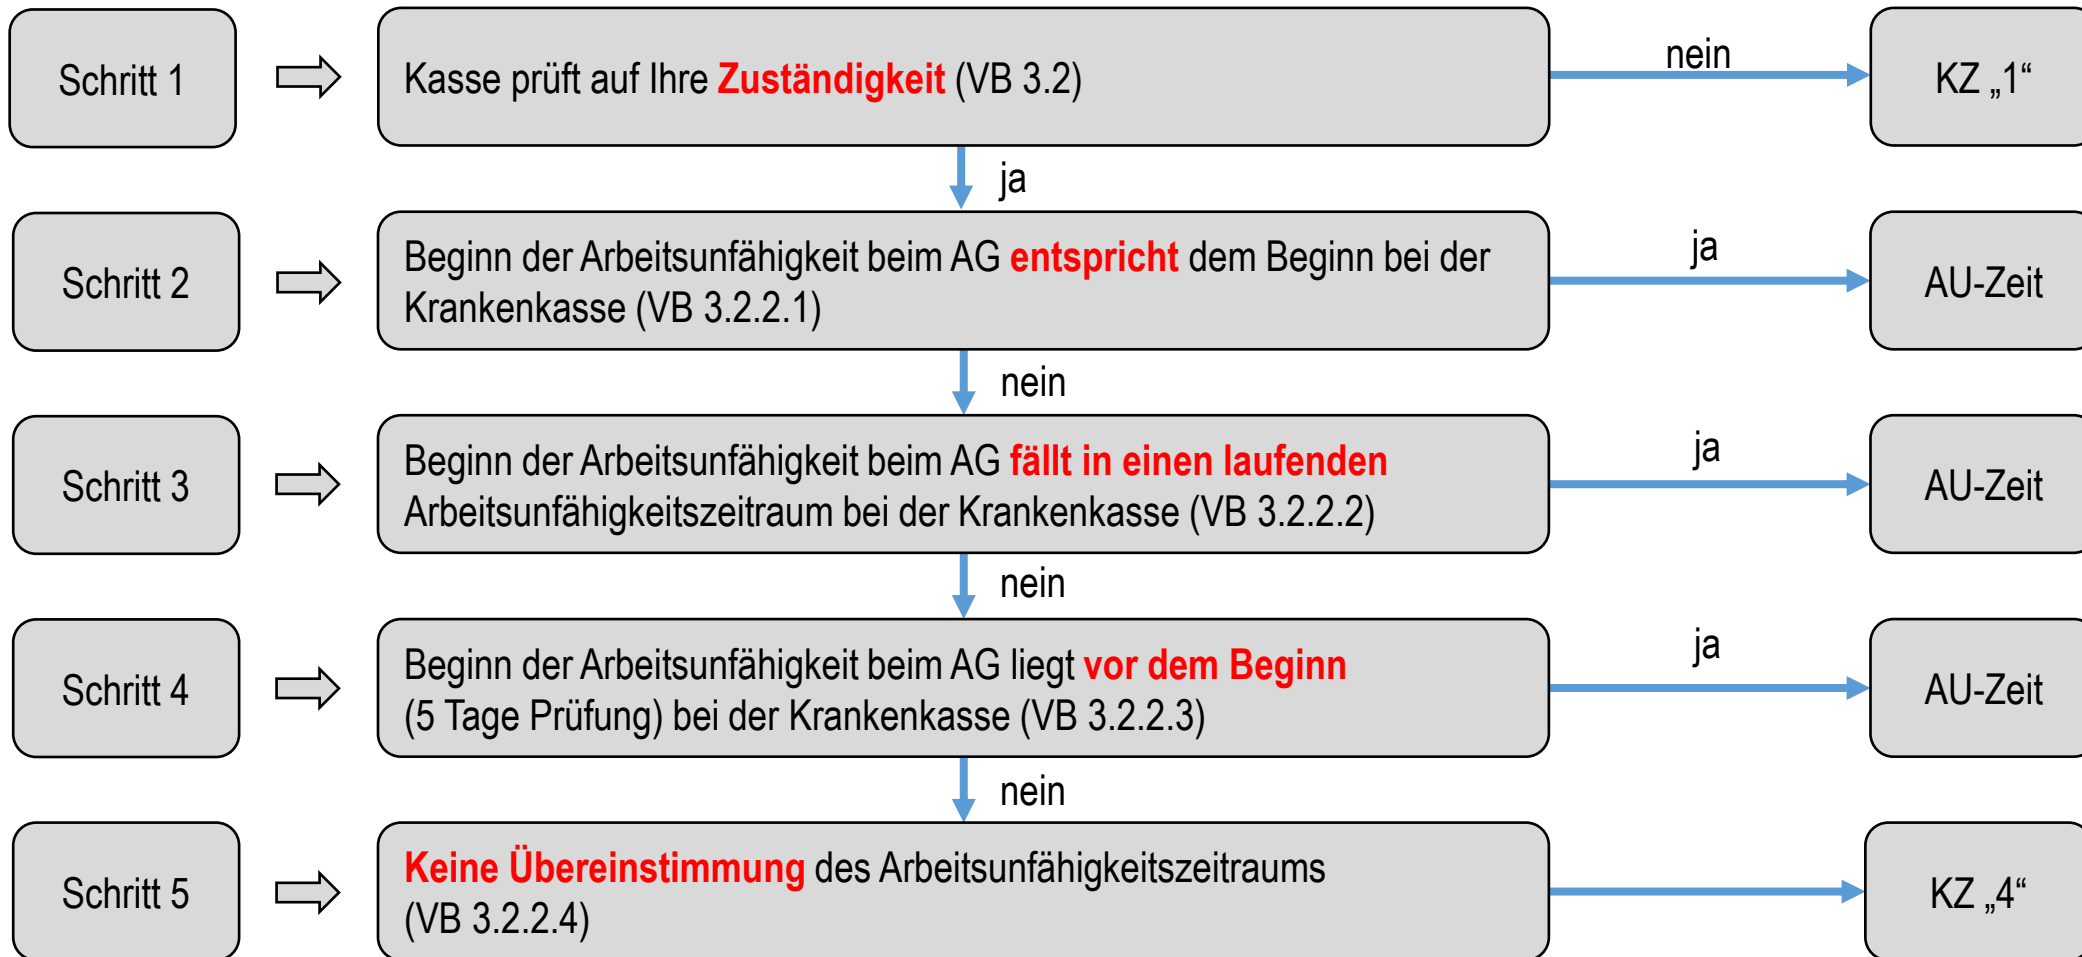 Schritt 1
Kasse prüft auf Ihre Zuständigkeit (VB 3.2)
nein
KZ „1“
ja
Schritt 2
Beginn der Arbeitsunfähigkeit beim AG entspricht dem Beginn bei der
Krankenkasse (VB 3.2.2.1)
ja
AU-Zeit
nein
Schritt 3
Beginn der Arbeitsunfähigkeit beim AG fällt in einen laufenden
Arbeitsunfähigkeitszeitraum bei der Krankenkasse (VB 3.2.2.2)
ja
AU-Zeit
nein
Schritt 4
Beginn der Arbeitsunfähigkeit beim AG liegt vor dem Beginn
(5 Tage Prüfung) bei der Krankenkasse (VB 3.2.2.3)
ja
AU-Zeit
nein
Schritt 5
Keine Übereinstimmung des Arbeitsunfähigkeitszeitraums
(VB 3.2.2.4)
KZ „4“